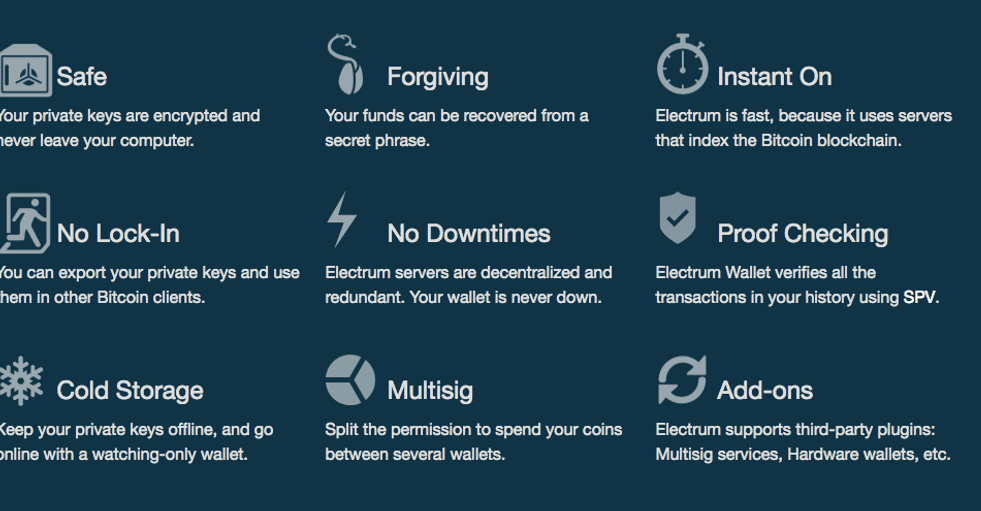 Safe
Your private keys are encrypted and
never leave your computer.
Forgiving
Your funds can be recovered from a
secret phrase.
Instant On
Electrum is fast, because it uses servers
that index the Bitcoin blockchain.
No Lock-In
You can export your private keys and use
them in other Bitcoin clients.
No Downtimes
Electrum servers are decentralized and
redundant. Your wallet is never down.
Proof Checking
Electrum Wallet verifies all the
transactions in your history using SPV.
Cold Storage
Keep your private keys offline, and go
online with a watching-only wallet.
Multisig
Split the permission to spend your coins
between several wallets.
Add-ons
Electrum supports third-party plugins:
Multisig services, Hardware wallets, etc.